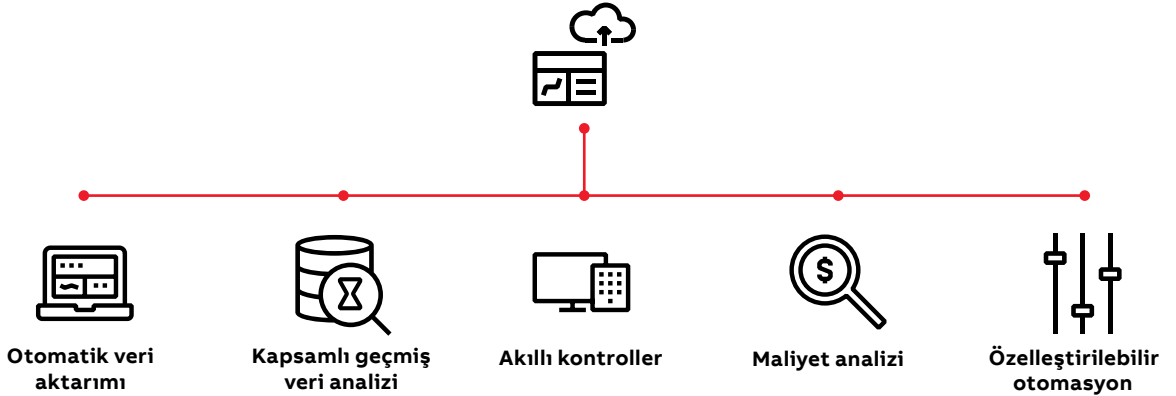 Otomatik veri
aktarımı
Kapsamlı geçmiş
veri analizi
Akıllı kontroller
Maliyet analizi
Özelleştirilebilir
otomasyon